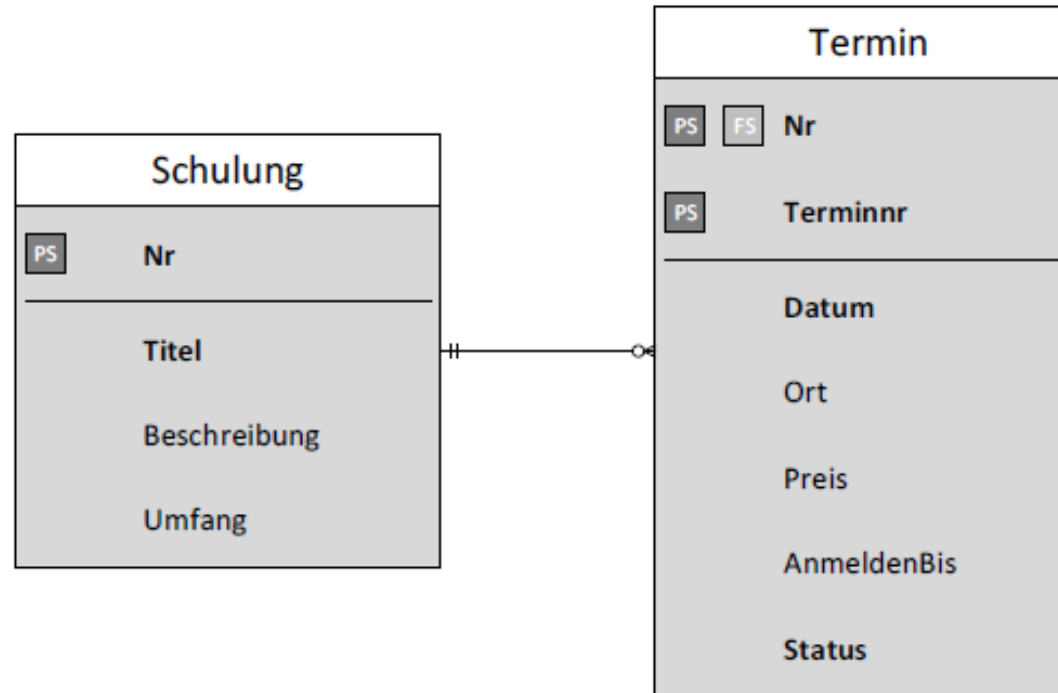 Schulung
PS Nr
Titel
Beschreibung
Umfang
Termin
PS FS Nr
PS Terminnr
Datum
Ort
Preis
AnmeldenBis
Status